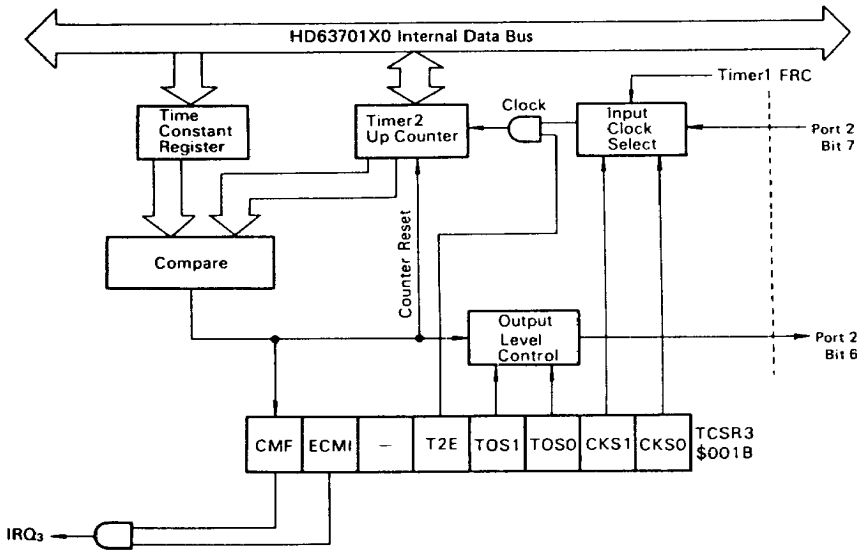 HD63701X0 Internal Data Bus
Timer1 FRC
Time
Constant
Register
Timer2
Up Counter
Clock
Input
Clock
Select
Port 2
Bit 7
Compare
Counter Reset
Output
Level
Control
Port 2
Bit 6
CMF ECMI — T2E TOS1 TOS0 CKS1 CKS0
TCSR3
$001B
IRQ₃